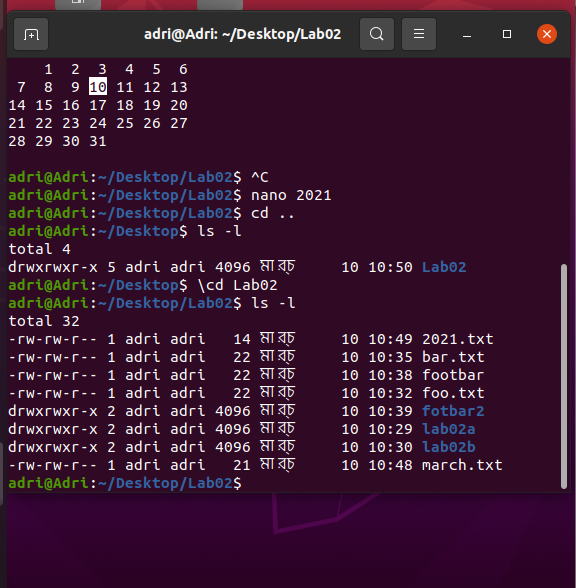 adri@Adri: ~/Desktop/Lab02
1 2 3 4 5 6
7 8 9 10 11 12 13
14 15 16 17 18 19 20
21 22 23 24 25 26 27
28 29 30 31
adri@Adri:~/Desktop/Lab02$ ^C
adri@Adri:~/Desktop/Lab02$ nano 2021
adri@Adri:~/Desktop/Lab02$ cd ..
adri@Adri:~/Desktop$ ls -l
total 4
drwxrwxr-x 5 adri adri 4096 মার্চ 10 10:50 Lab02
adri@Adri:~/Desktop$ \cd Lab02
adri@Adri:~/Desktop/Lab02$ ls -l
total 32
-rw-rw-r-- 1 adri adri 14 মার্চ 10 10:49 2021.txt
-rw-rw-r-- 1 adri adri 22 মার্চ 10 10:35 bar.txt
-rw-rw-r-- 1 adri adri 22 মার্চ 10 10:38 footbar
-rw-rw-r-- 1 adri adri 22 মার্চ 10 10:32 foo.txt
drwxrwxr-x 2 adri adri 4096 মার্চ 10 10:39 fotbar2
drwxrwxr-x 2 adri adri 4096 মার্চ 10 10:29 lab02a
drwxrwxr-x 2 adri adri 4096 মার্চ 10 10:30 lab02b
-rw-rw-r-- 1 adri adri 21 মার্চ 10 10:48 march.txt
adri@Adri:~/Desktop/Lab02$